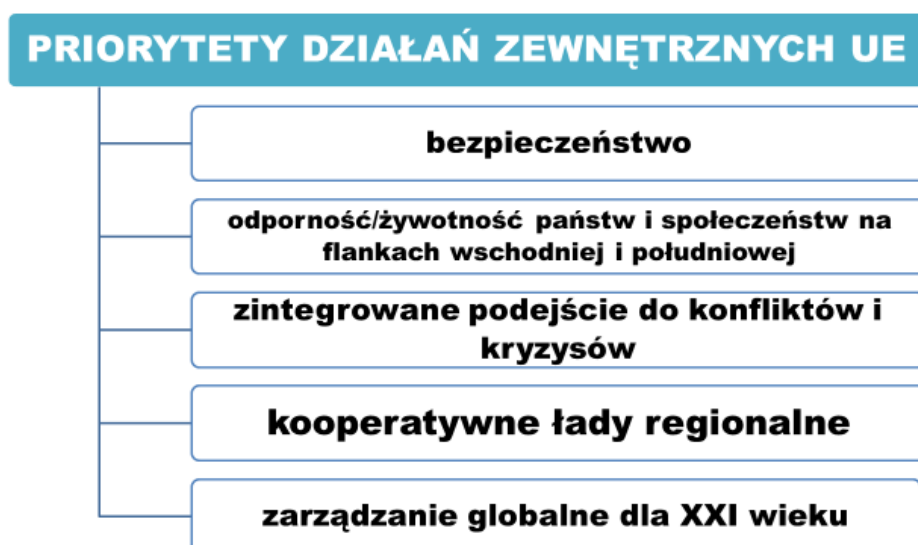 PRIORYTETY DZIAŁAŃ ZEWNĘTRZNYCH UE
bezpieczeństwo
odporność/żywotność państw i społeczeństw na
flankach wschodniej i południowej
zintegrowane podejście do konfliktów i
kryzysów
kooperatywne łady regionalne
zarządzanie globalne dla XXI wieku